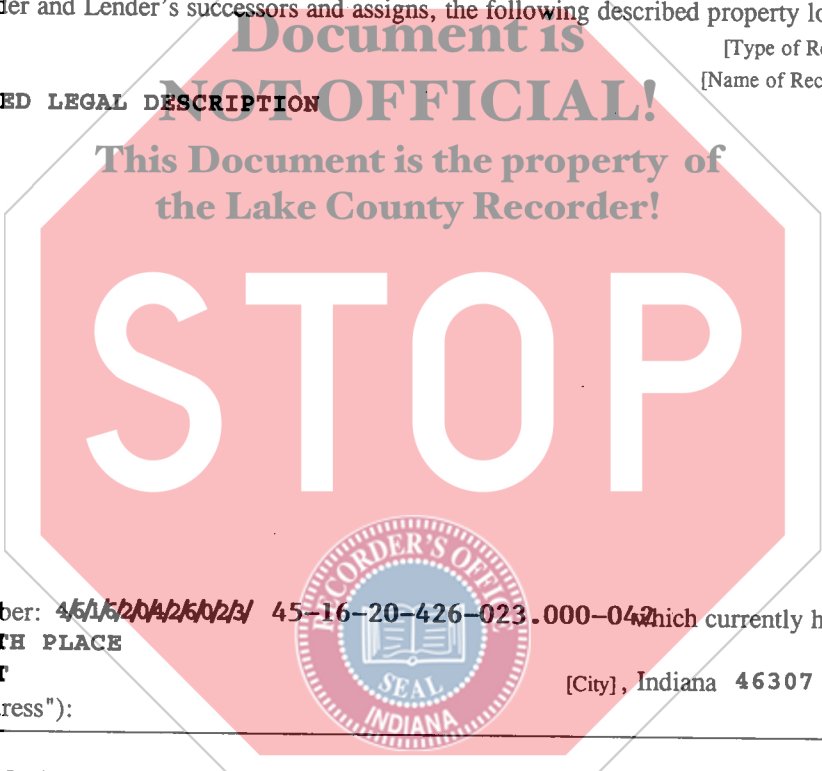 der and Lender's successors and assigns, the following described property lo
Document is
[Type of Re
NOT OFFICIAL!
[Name of Rec
ED LEGAL DESCRIPTION
This Document is the property of
the Lake County Recorder!
STOP
RECORDER'S OFFICE
ber: 45-16-20-426-023.000-042 which currently h
TH PLACE
T
[City], Indiana 46307
ress"):
SEAL
INDIANA